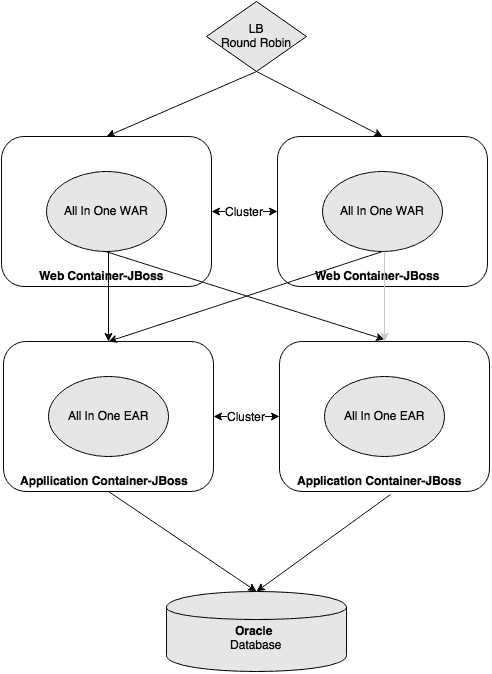 LB
Round Robin
All In One WAR
Cluster
All In One WAR
Web Container-JBoss
Web Container-JBoss
All In One EAR
Cluster
All In One EAR
Appllication Container-JBoss
Application Container-JBoss
Oracle
Database